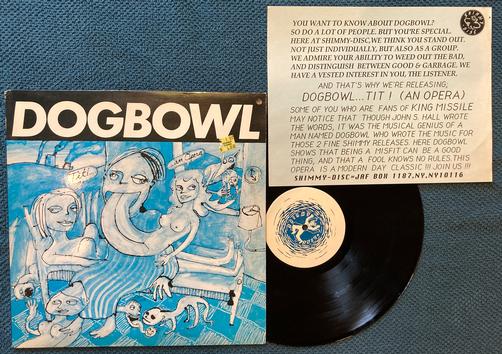 DOGBOWL
Tit!
an Opera
YOU WANT TO KNOW ABOUT DOGBOWL?
SO DO A LOT OF PEOPLE. BUT YOU'RE SPECIAL.
HERE AT SHIMMY-DISC,WE THINK YOU STAND OUT.
NOT JUST INDIVIDUALLY, BUT ALSO AS A GROUP.
WE ADMIRE YOUR ABILITY TO WEED OUT THE BAD,
AND DISTINGUISH BETWEEN GOOD & GARBAGE. WE
HAVE A VESTED INTEREST IN YOU, THE LISTENER.
AND THAT'S WHY WE'RE RELEASING,
DOGBOWL...TIT! (AN OPERA)
SOME OF YOU WHO ARE FANS OF KING MISSILE
MAY NOTICE THAT THOUGH JOHN S. HALL WROTE
THE WORDS, IT WAS THE MUSICAL GENIUS OF A
MAN NAMED DOGBOWL WHO WROTE THE MUSIC FOR
THOSE 2 FINE SHIMMY RELEASES. HERE DOGBOWL
SHOWS THAT BEING A MISFIT CAN BE A GOOD
THING, AND THAT A FOOL KNOWS NO RULES.THIS
OPERA IS A MODERN DAY CLASSIC !!! JOIN US !!!
SHIMMY-DISC=JAF BOX 1187,NY,NY10116